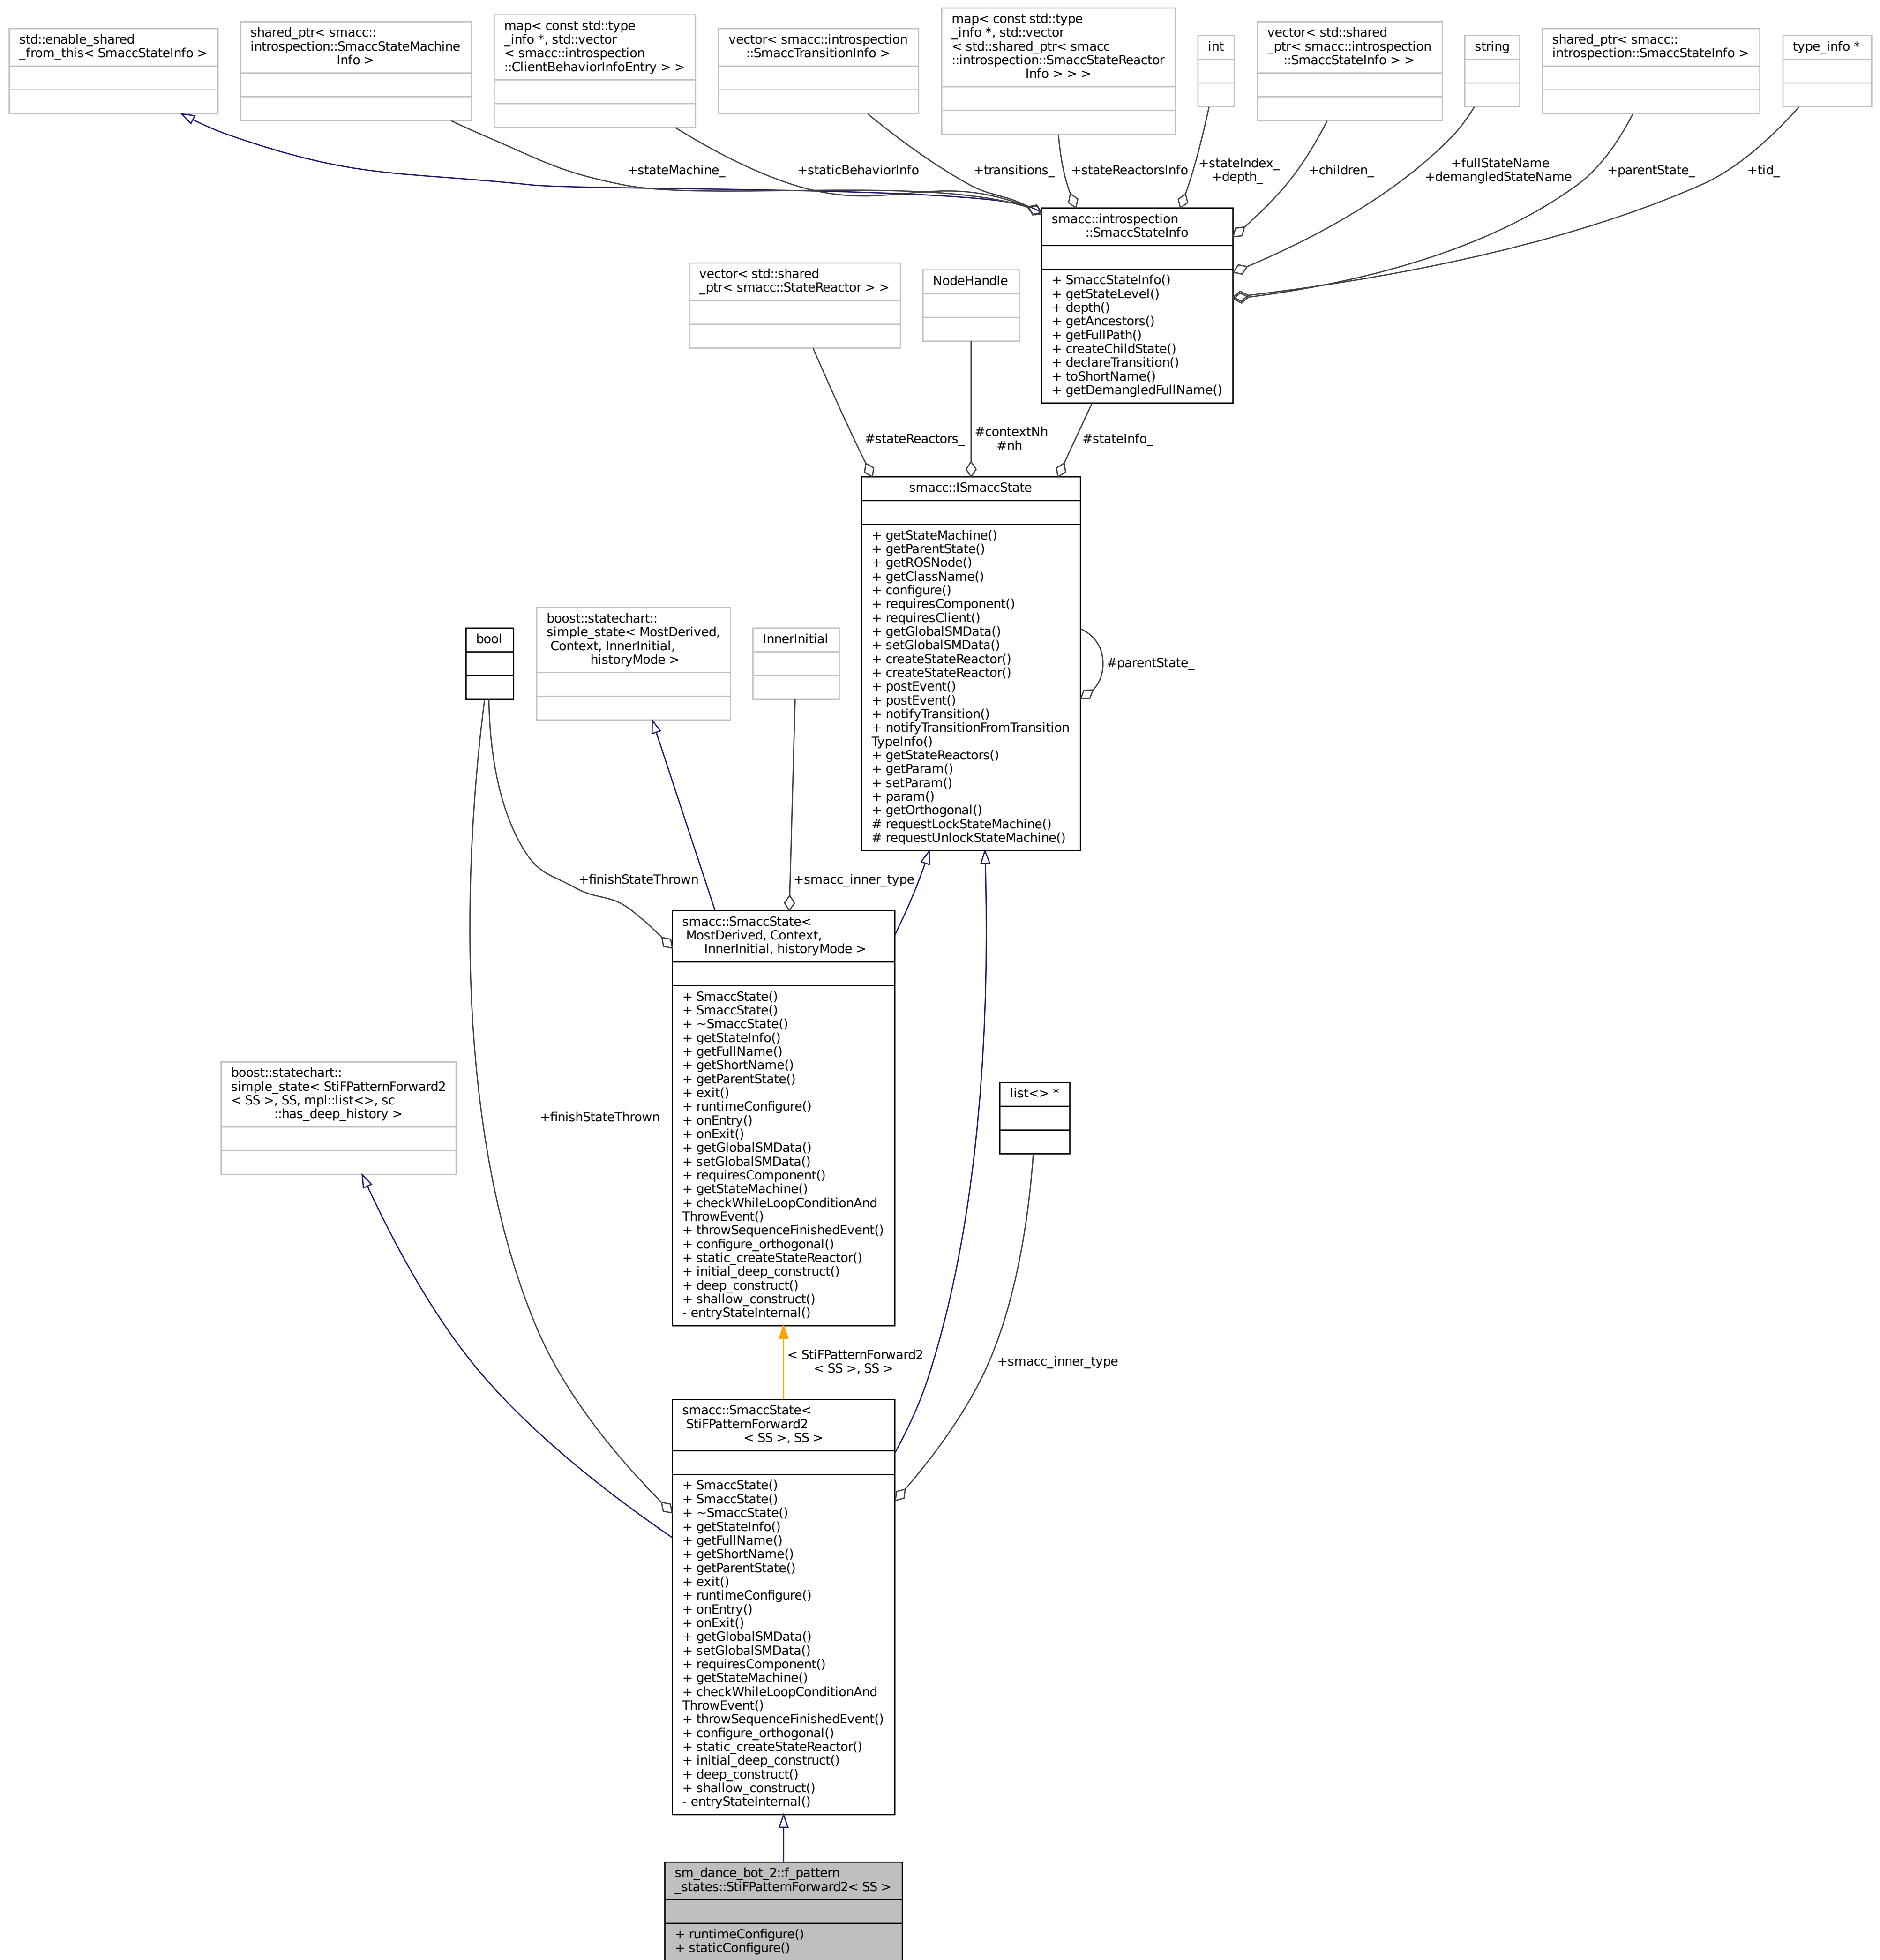 std::enable_shared
_from_this< SmaccStateInfo >
shared_ptr< smacc::
introspection::SmaccStateMachine
Info >
map< const std::type
_info *, std::vector
< smacc::introspection
::ClientBehaviorInfoEntry > >
vector< smacc::introspection
::SmaccTransitionInfo >
map< const std::type
_info *, std::vector
< std::shared_ptr< smacc
::introspection::SmaccStateReactor
Info > > >
int
vector< std::shared
_ptr< smacc::introspection
::SmaccStateInfo > >
string
shared_ptr< smacc::
introspection::SmaccStateInfo >
type_info *
+stateMachine_
+staticBehaviorInfo
+transitions_
+stateReactorsInfo
+stateIndex_
+depth_
+children_
+fullStateName
+demangledStateName
+parentState_
+tid_
smacc::introspection
::SmaccStateInfo
+ SmaccStateInfo()
+ getStateLevel()
+ depth()
+ getAncestors()
+ getFullPath()
+ createChildState()
+ declareTransition()
+ toShortName()
+ getDemangledFullName()
vector< std::shared
_ptr< smacc::StateReactor > >
NodeHandle
#stateReactors_
#contextNh
#nh
#stateInfo_
smacc::ISmaccState
+ getStateMachine()
+ getParentState()
+ getROSNode()
+ getClassName()
+ configure()
+ requiresComponent()
+ requiresClient()
+ getGlobalSMData()
+ setGlobalSMData()
+ createStateReactor()
+ createStateReactor()
+ postEvent()
+ postEvent()
+ notifyTransition()
+ notifyTransitionFromTransition
TypeInfo()
+ getStateReactors()
+ getParam()
+ setParam()
+ param()
+ getOrthogonal()
# requestLockStateMachine()
# requestUnlockStateMachine()
#parentState_
bool
boost::statechart::
simple_state< MostDerived,
Context, InnerInitial,
historyMode >
InnerInitial
+finishStateThrown
+smacc_inner_type
smacc::SmaccState<
MostDerived, Context,
InnerInitial, historyMode >
+ SmaccState()
+ SmaccState()
+ ~SmaccState()
+ getStateInfo()
+ getFullName()
+ getShortName()
+ getParentState()
+ exit()
+ runtimeConfigure()
+ onEntry()
+ onExit()
+ getGlobalSMData()
+ setGlobalSMData()
+ requiresComponent()
+ getStateMachine()
+ checkWhileLoopConditionAnd
ThrowEvent()
+ throwSequenceFinishedEvent()
+ configure_orthogonal()
+ static_createStateReactor()
+ initial_deep_construct()
+ deep_construct()
+ shallow_construct()
- entryStateInternal()
boost::statechart::
simple_state< StiFPatternForward2
< SS >, SS, mpl::list<>, sc
::has_deep_history >
+finishStateThrown
list<> *
< StiFPatternForward2
< SS >, SS >
+smacc_inner_type
smacc::SmaccState<
StiFPatternForward2
< SS >, SS >
+ SmaccState()
+ SmaccState()
+ ~SmaccState()
+ getStateInfo()
+ getFullName()
+ getShortName()
+ getParentState()
+ exit()
+ runtimeConfigure()
+ onEntry()
+ onExit()
+ getGlobalSMData()
+ setGlobalSMData()
+ requiresComponent()
+ getStateMachine()
+ checkWhileLoopConditionAnd
ThrowEvent()
+ throwSequenceFinishedEvent()
+ configure_orthogonal()
+ static_createStateReactor()
+ initial_deep_construct()
+ deep_construct()
+ shallow_construct()
- entryStateInternal()
sm_dance_bot_2::f_pattern
_states::StiFPatternForward2< SS >
+ runtimeConfigure()
+ staticConfigure()